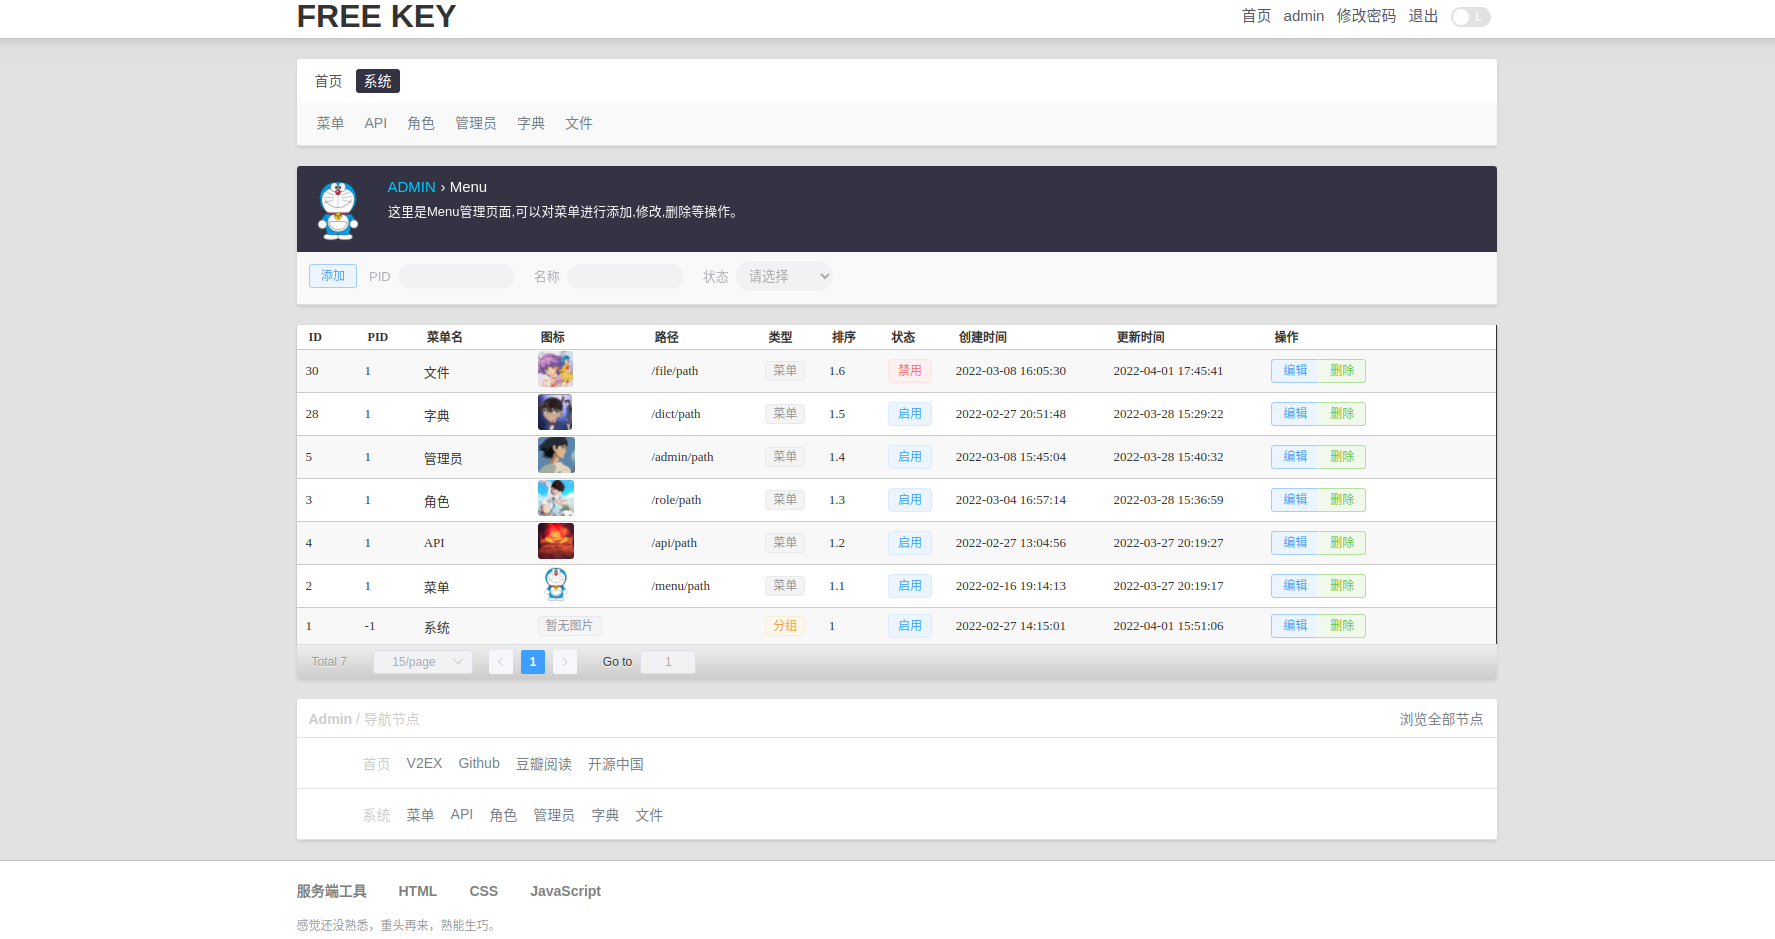 FREE KEY
首页 admin 修改密码 退出 L
首页 系统
菜单 API 角色 管理员 字典 文件
ADMIN › Menu
这里是Menu管理页面,可以对菜单进行添加,修改,删除等操作。
添加 PID 名称 状态 请选择
ID PID 菜单名 图标 路径 类型 排序 状态 创建时间 更新时间 操作
30 1 文件 /file/path 菜单 1.6 禁用 2022-03-08 16:05:30 2022-04-01 17:45:41 编辑 删除
28 1 字典 /dict/path 菜单 1.5 启用 2022-02-27 20:51:48 2022-03-28 15:29:22 编辑 删除
5 1 管理员 /admin/path 菜单 1.4 启用 2022-03-08 15:45:04 2022-03-28 15:40:32 编辑 删除
3 1 角色 /role/path 菜单 1.3 启用 2022-03-04 16:57:14 2022-03-28 15:36:59 编辑 删除
4 1 API /api/path 菜单 1.2 启用 2022-02-27 13:04:56 2022-03-27 20:19:27 编辑 删除
2 1 菜单 /menu/path 菜单 1.1 启用 2022-02-16 19:14:13 2022-03-27 20:19:17 编辑 删除
1 -1 系统 暂无图片 分组 1 启用 2022-02-27 14:15:01 2022-04-01 15:51:06 编辑 删除
Total 7 15/page 1 Go to 1
Admin / 导航节点 浏览全部节点
首页 V2EX Github 豆瓣阅读 开源中国
系统 菜单 API 角色 管理员 字典 文件
服务端工具 HTML CSS JavaScript
感觉还没熟悉，重头再来，熟能生巧。